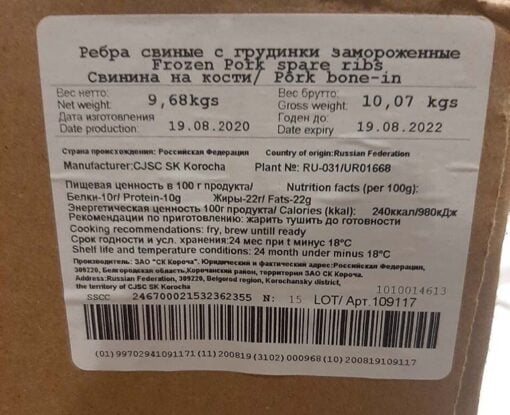 Ребра свиные с грудинки замороженные
Frozen Pork spare ribs
Свинина на кости/ Pork bone-in
Вес нетто:
Net weight 9,68kgs
Вес брутто:
Gross weight: 10,07 kgs
Дата изготовления
Date production: 19.08.2020
Годен до:
Date expiry 19.08.2022
Страна происхождения: Российская Федерация Country of origin:Russian Federation
Manufacturer:CJSC SK Korocha Plant №: RU-031/UR01668
Пищевая ценность в 100 г продукта/ Nutrition facts (per 100g):
Белки-10г/ Protein-10g Жиры-22г/ Fats-22g
Энергетическая ценность 100г продукта/ Calories (kkal): 240ккал/980кДж
Рекомендации по приготовлению: жарить тушить до готовности
Cooking recommendations: fry, brew untill ready
Срок годности и усл. хранения:24 мес при t минус 18°C
Shelf life and temperature conditions: 24 month under minus 18°C
Производитель: ЗАО "СК Короча". Юридический и фактический адрес:Российская Федерация,
309220, Белгородская область,Корочанский район, территория ЗАО СК Короча.
Address:Russian Federation, 309220, Belgorod region, Korochansky district,
the territory of CJSC SK Korocha
1010014613
SSCC 246700021532362355 N: 15 LOT/ Арт.109117
(01)99702941091171(11)200819(3102)000968(10)200819109117